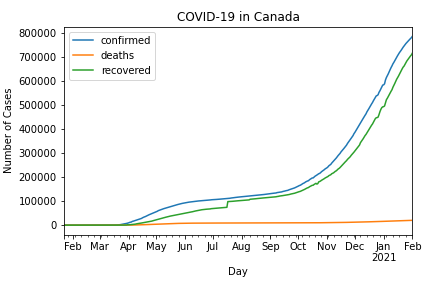 COVID-19 in Canada
confirmed
deaths
recovered
Number of Cases
800000
700000
600000
500000
400000
300000
200000
100000
0
Feb Mar Apr May Jun Jul Aug Sep Oct Nov Dec Jan Feb
2021
Day